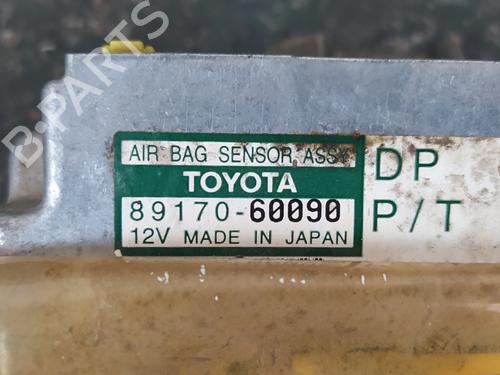 AIR BAG SENSOR ASSY
TOYOTA
89170-60090
12V MADE IN JAPAN
DP
P/T
B-PARTS